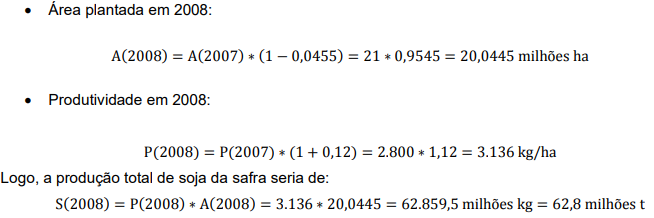 • Área plantada em 2008:
A(2008) = A(2007) ∗ (1 − 0,0455) = 21 ∗ 0,9545 = 20,0445 milhões ha
• Produtividade em 2008:
P(2008) = P(2007) ∗ (1 + 0,12) = 2.800 ∗ 1,12 = 3.136 kg/ha
Logo, a produção total de soja da safra seria de:
S(2008) = P(2008) ∗ A(2008) = 3.136 ∗ 20,0445 = 62.859,5 milhões kg = 62,8 milhões t